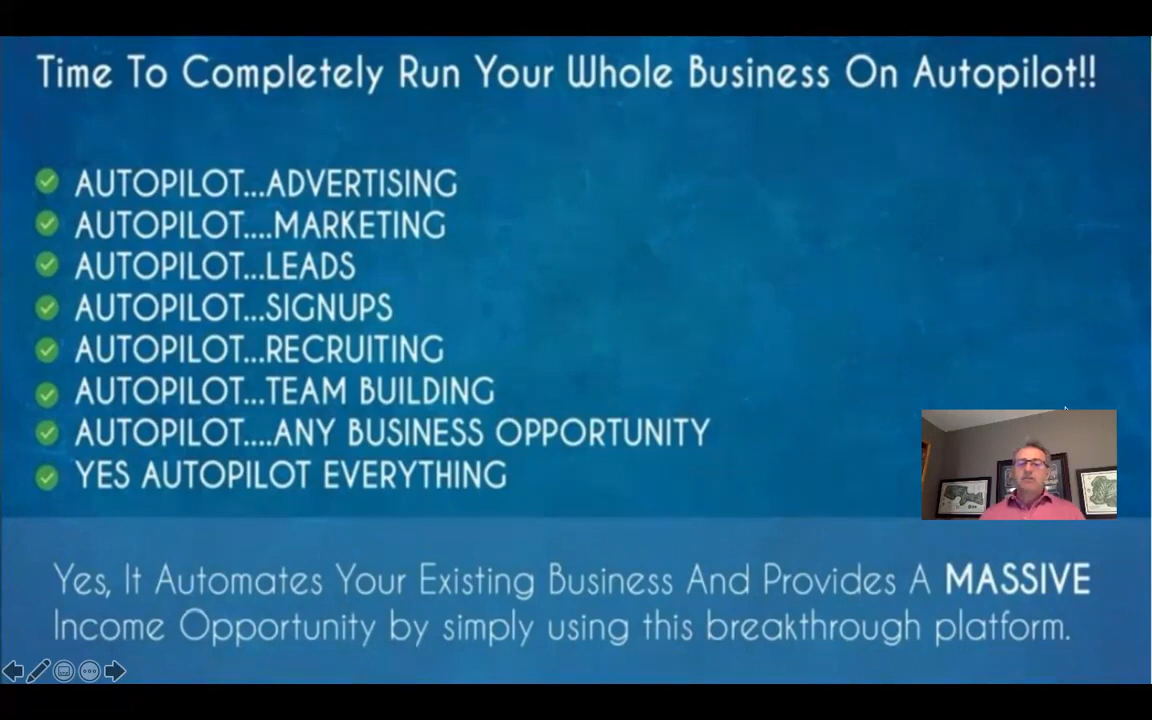 Time To Completely Run Your Whole Business On Autopilot!!
AUTOPILOT...ADVERTISING
AUTOPILOT....MARKETING
AUTOPILOT...LEADS
AUTOPILOT...SIGNUPS
AUTOPILOT...RECRUITING
AUTOPILOT...TEAM BUILDING
AUTOPILOT....ANY BUSINESS OPPORTUNITY
YES AUTOPILOT EVERYTHING
Yes, It Automates Your Existing Business And Provides A MASSIVE
Income Opportunity by simply using this breakthrough platform.